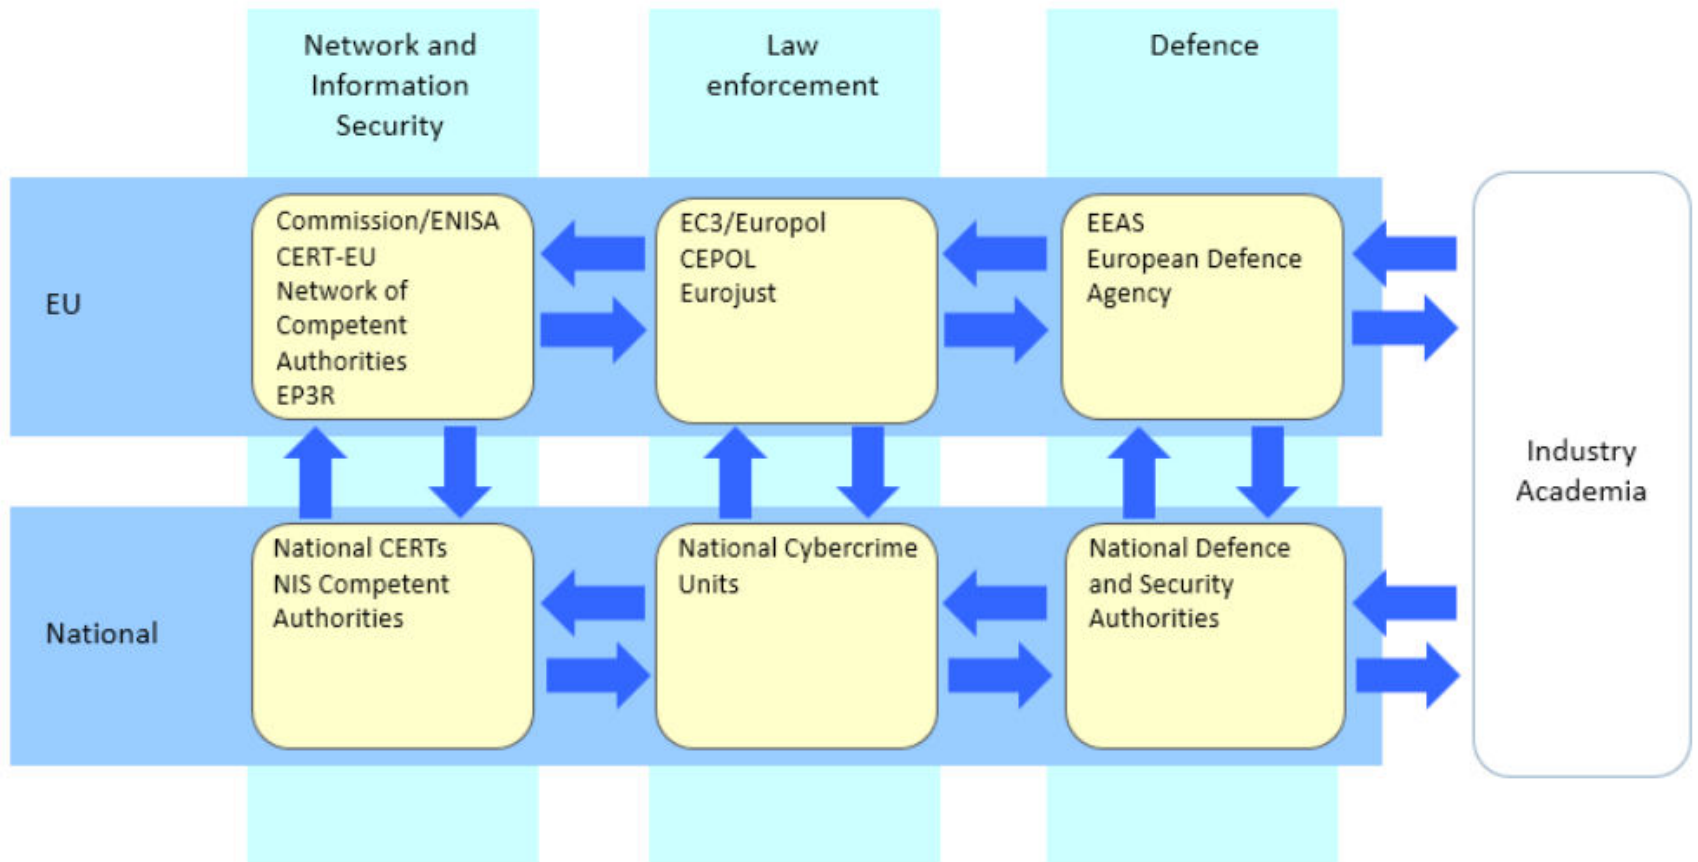 Network and
Information
Security
Law
enforcement
Defence
EU
Commission/ENISA
CERT-EU
Network of
Competent
Authorities
EP3R
EC3/Europol
CEPOL
Eurojust
EEAS
European Defence
Agency
Industry
Academia
National
National CERTs
NIS Competent
Authorities
National Cybercrime
Units
National Defence
and Security
Authorities